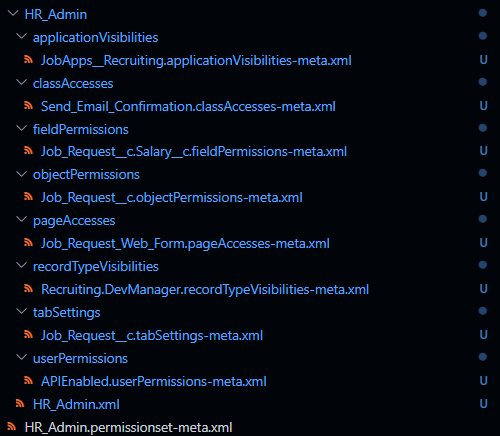 HR_Admin
applicationVisibilities
JobApps__Recruiting.applicationVisibilities-meta.xml U
classAccesses
Send_Email_Confirmation.classAccesses-meta.xml U
fieldPermissions
Job_Request__c.Salary__c.fieldPermissions-meta.xml U
objectPermissions
Job_Request__c.objectPermissions-meta.xml U
pageAccesses
Job_Request_Web_Form.pageAccesses-meta.xml U
recordTypeVisibilities
Recruiting.DevManager.recordTypeVisibilities-meta.xml U
tabSettings
Job_Request__c.tabSettings-meta.xml U
userPermissions
APIEnabled.userPermissions-meta.xml U
HR_Admin.xml U
HR_Admin.permissionset-meta.xml